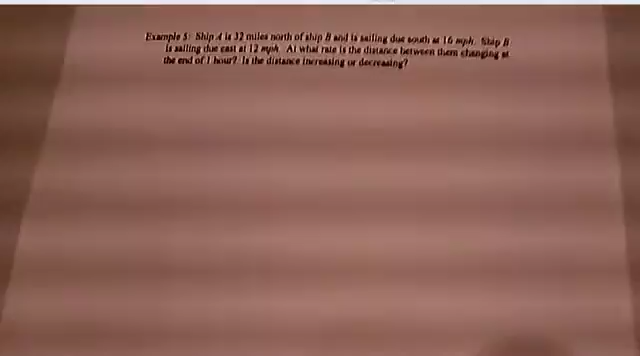 Example 5: Ship A is 32 miles north of ship B and is sailing due south at 16 mph. Ship B
is sailing due east at 12 mph. At what rate is the distance between them changing at
the end of 1 hour? Is the distance increasing or decreasing?